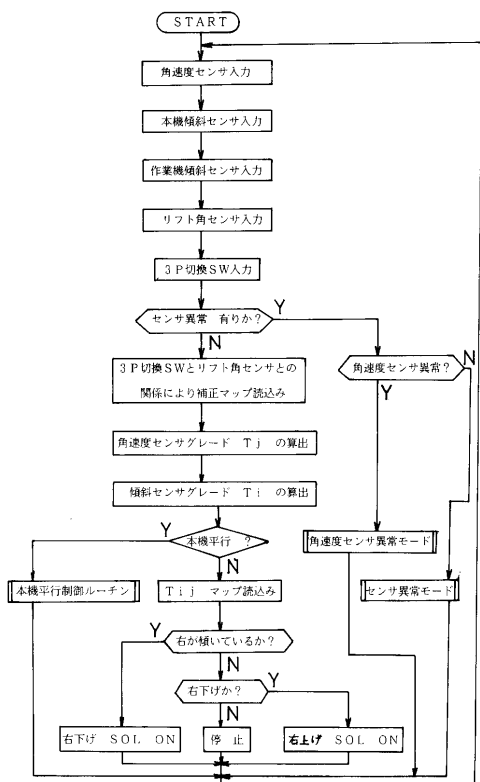 START
角速度センサ入力
本機傾斜センサ入力
作業機傾斜センサ入力
リフト角センサ入力
3P切換SW入力
センサ異常 有りか?
Y
N
3P切換SWとリフト角センサとの
関係により補正マップ読込み
角速度センサ異常?
N
Y
角速度センサグレード Tj の算出
傾斜センサグレード Ti の算出
本機平行 ?
Y
N
角速度センサ異常モード
本機平行制御ルーチン
Tij マップ読込み
センサ異常モード
右が傾いているか?
Y
N
右下げか?
Y
N
右下げ SOL ON
停止
右上げ SOL ON